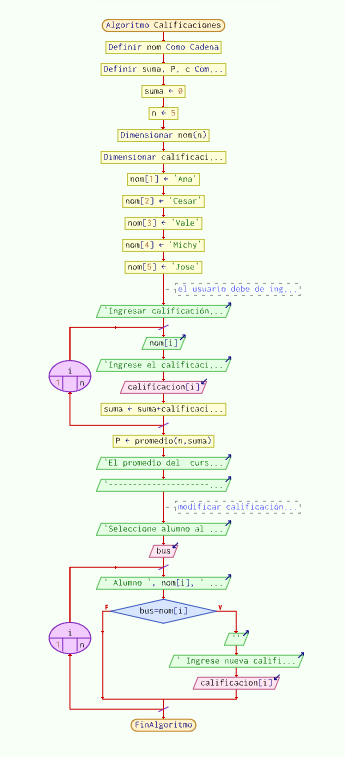 Algoritmo Calificaciones
Definir nom Como Cadena
Definir suma, P, c Com...
suma ← 0
n ← 5
Dimensionar nom(n)
Dimensionar calificaci...
nom[1] ← 'Ana'
nom[2] ← 'Cesar'
nom[3] ← 'Vale'
nom[4] ← 'Michy'
nom[5] ← 'Jose'
el usuario debe de ing...
'Ingresar calificación...
nom[i]
'Ingrese el calificaci...
i
1 n
calificacion[i]
suma ← suma+calificaci...
P ← promedio(n,suma)
'El promedio del curs...
'--------------------...
modificar calificación...
'Seleccione alumno al ...
bus
' Alumno ', nom[i], ' ...
F bus=nom[i] V
i
1 n
' '
' Ingrese nueva califi...
calificacion[i]
FinAlgoritmo